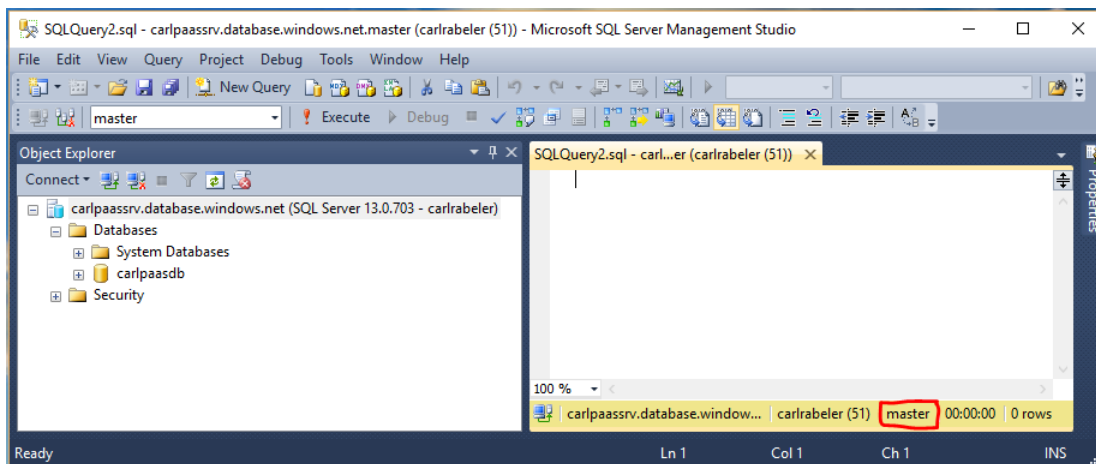 SQLQuery2.sql - carlpaassrv.database.windows.net.master (carlrabeler (51)) - Microsoft SQL Server Management Studio
File Edit View Query Project Debug Tools Window Help
New Query
master Execute Debug
Object Explorer
Connect
carlpaassrv.database.windows.net (SQL Server 13.0.703 - carlrabeler)
Databases
System Databases
carlpaasdb
Security
SQLQuery2.sql - carl...er (carlrabeler (51))
Properties
100 %
carlpaassrv.database.window... carlrabeler (51) master 00:00:00 0 rows
Ready Ln 1 Col 1 Ch 1 INS